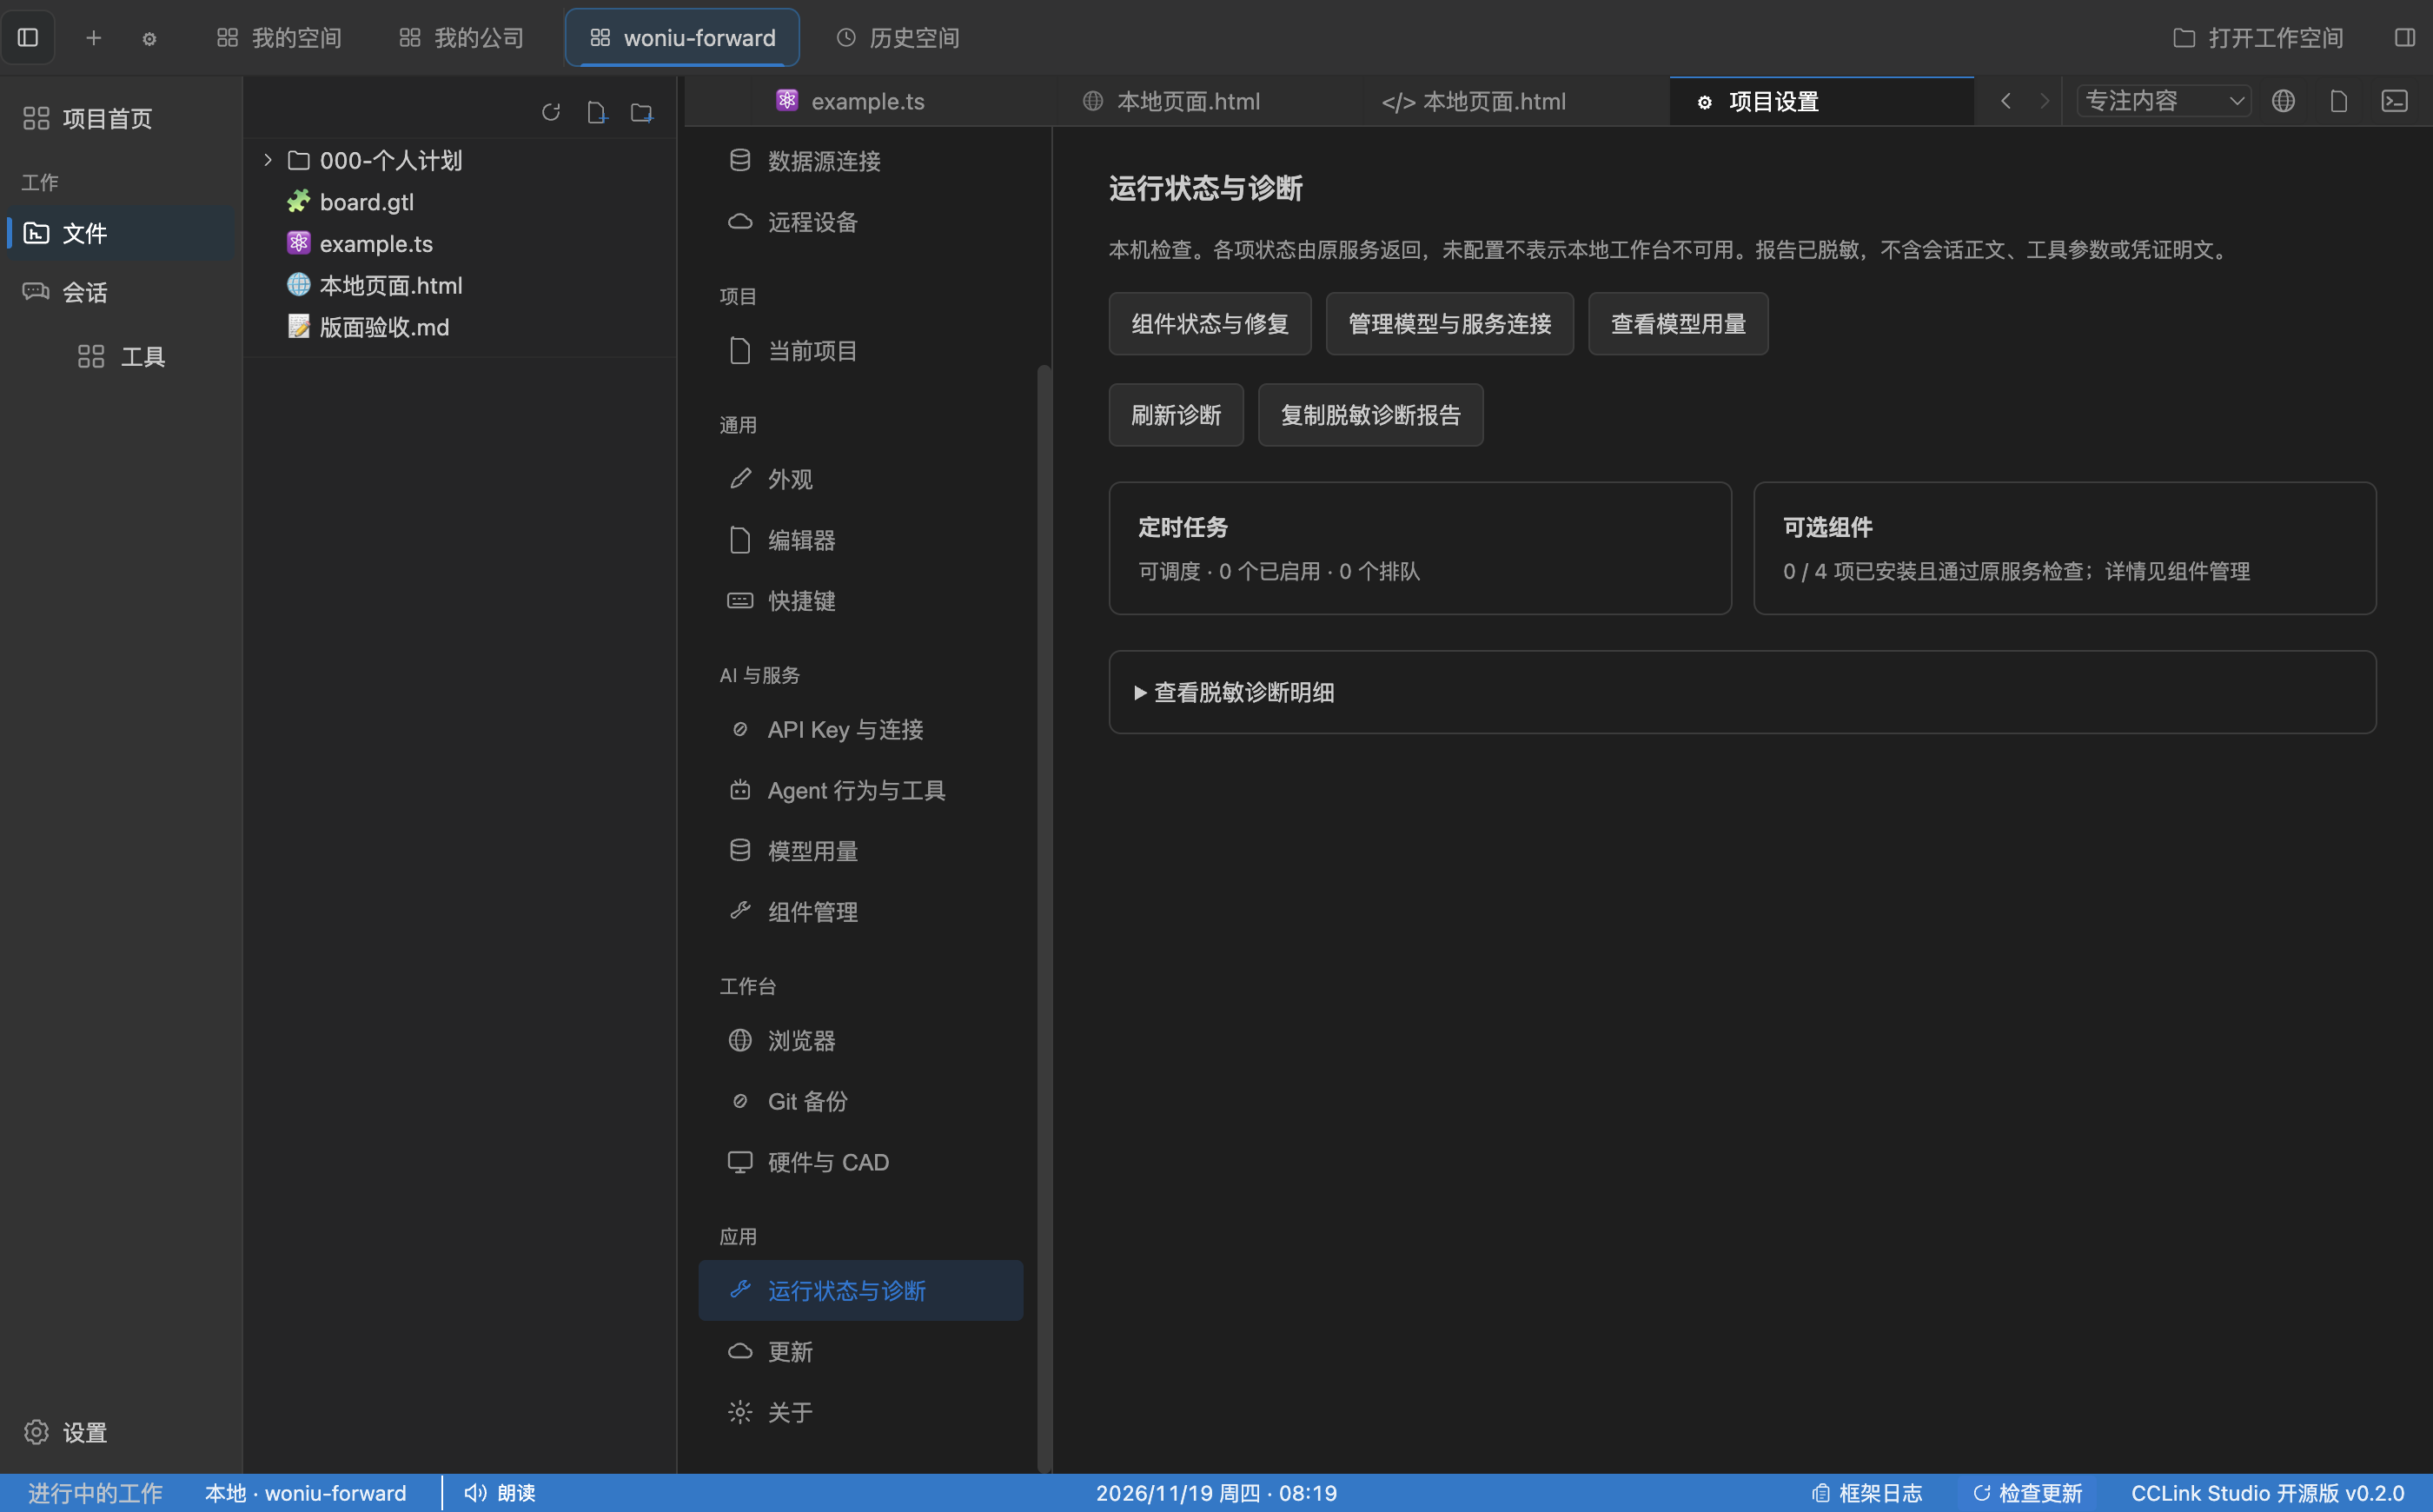 我的空间
我的公司
woniu-forward
历史空间
打开工作空间
项目首页
工作
文件
会话
工具
设置
000-个人计划
board.gtl
example.ts
本地页面.html
版面验收.md
example.ts
本地页面.html
</> 本地页面.html
项目设置
专注内容
数据源连接
远程设备
项目
当前项目
通用
外观
编辑器
快捷键
AI 与服务
API Key 与连接
Agent 行为与工具
模型用量
组件管理
工作台
浏览器
Git 备份
硬件与 CAD
应用
运行状态与诊断
更新
关于
运行状态与诊断
本机检查。各项状态由原服务返回，未配置不表示本地工作台不可用。报告已脱敏，不含会话正文、工具参数或凭证明文。
组件状态与修复
管理模型与服务连接
查看模型用量
刷新诊断
复制脱敏诊断报告
定时任务
可调度 · 0 个已启用 · 0 个排队
可选组件
0 / 4 项已安装且通过原服务检查；详情见组件管理
查看脱敏诊断明细
进行中的工作
本地 · woniu-forward
朗读
2026/11/19 周四 · 08:19
框架日志
检查更新
CCLink Studio 开源版 v0.2.0